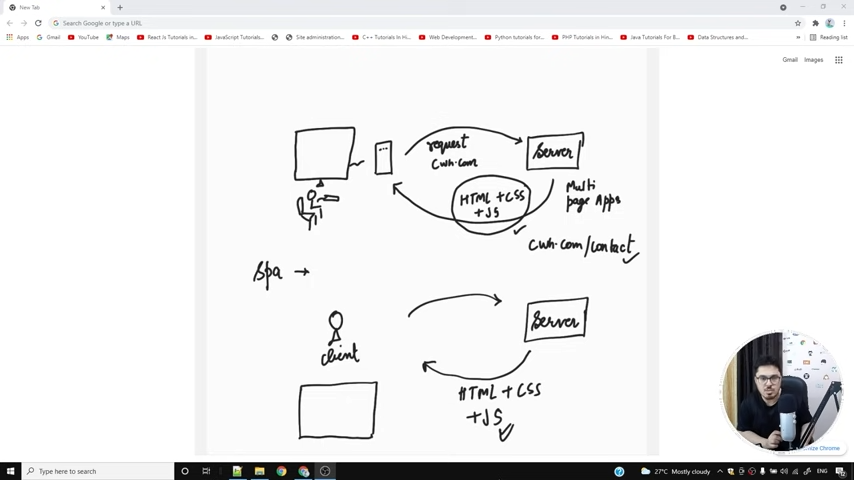 New Tab
Search Google or type a URL
Apps
Gmail
YouTube
Maps
React Js Tutorials in...
JavaScript Tutorials...
Site administration...
C++ Tutorials In H...
Web Development...
Python tutorials for...
PHP Tutorials in Hin...
Java Tutorials For B...
Data Structures and...
Reading list
Gmail
Images
request
cwh.com
Server
HTML + CSS
+ JS
Multi
page Apps
cwh.com/contact
Spa →
Server
client
HTML + CSS
+ JS
Chrome
Type here to search
27°C Mostly cloudy
ENG